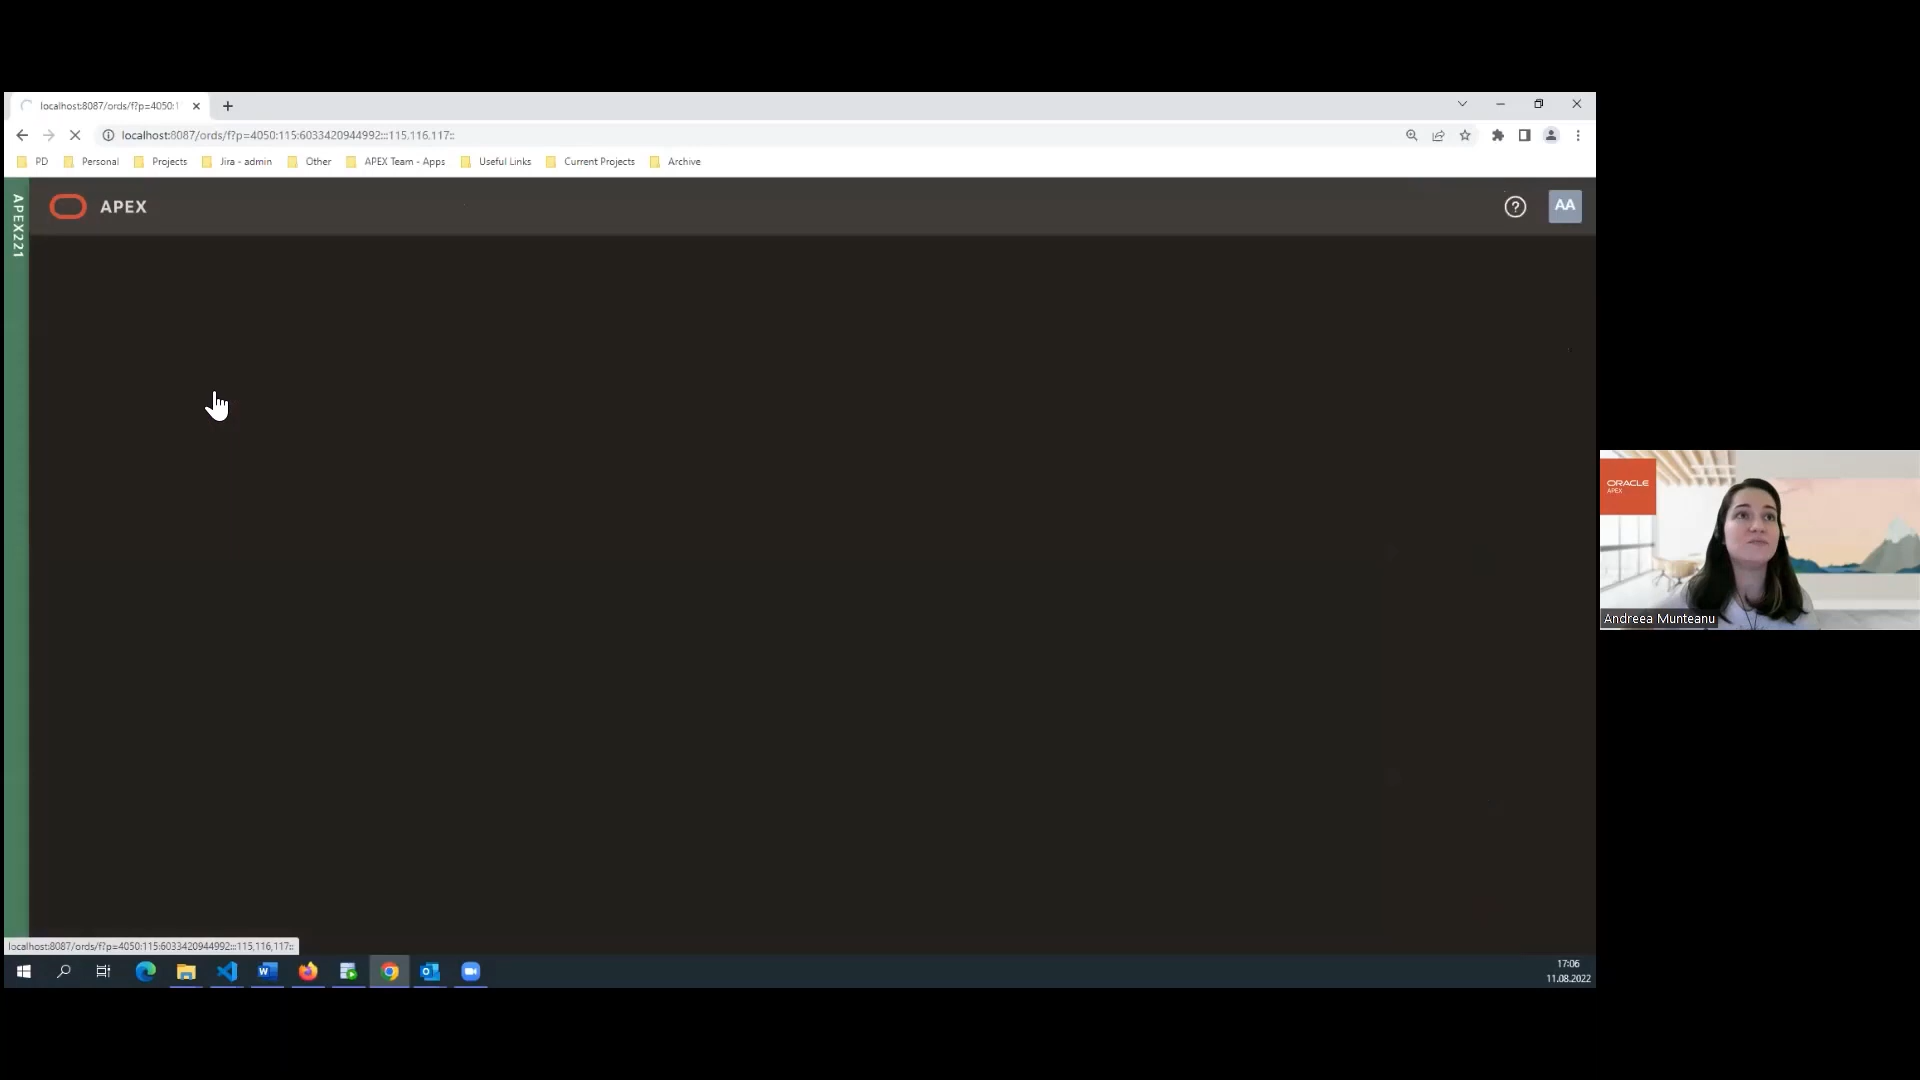 localhost:8087/ords/f?p=4050:1
localhost:8087/ords/f?p=4050:115:6033420944992:::115,116,117::
PD
Personal
Projects
Jira - admin
Other
APEX Team - Apps
Useful Links
Current Projects
Archive
APEX221
APEX
?
AA
ORACLE
APEX
Andreea Munteanu
localhost:8087/ords/f?p=4050:115:6033420944992:::115,116,117::
17:06
11.08.2022